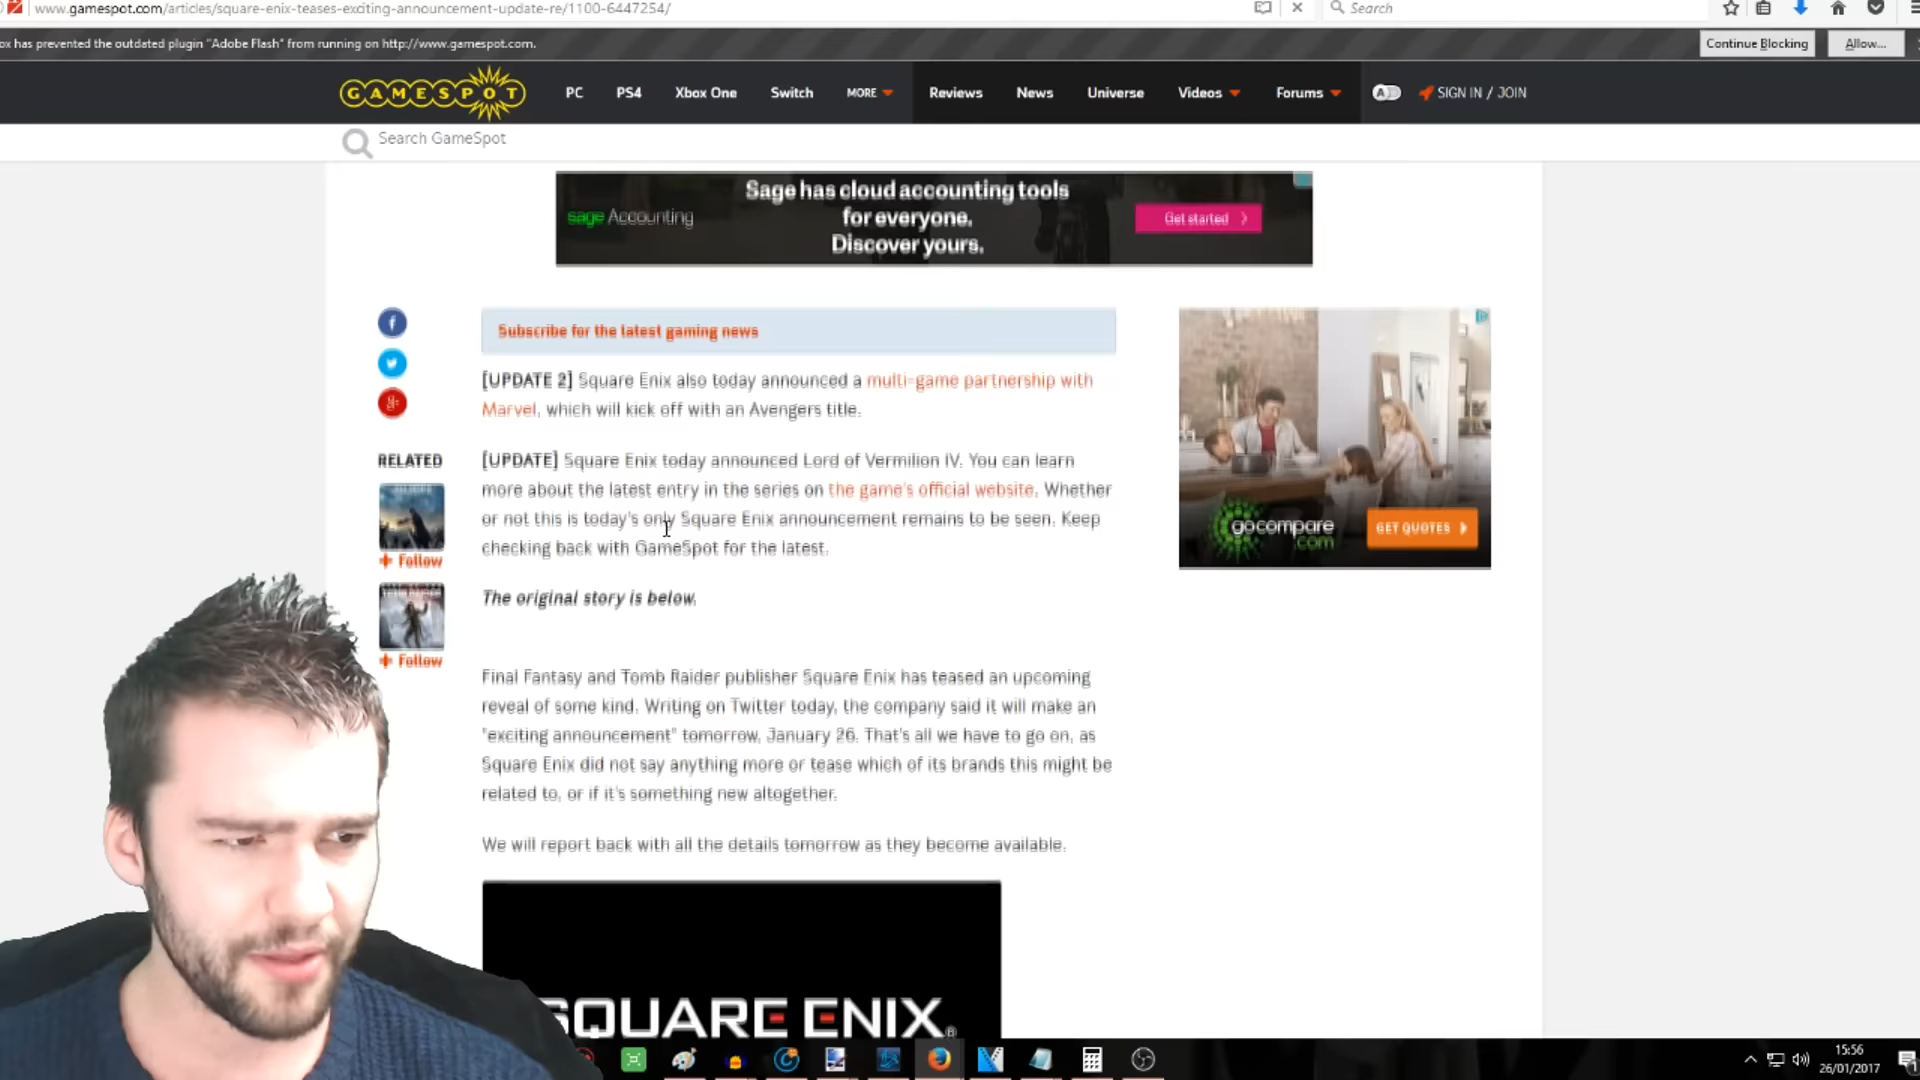 www.gamespot.com/articles/square-enix-teases-exciting-announcement-update-re/1100-6447254/
Search
ox has prevented the outdated plugin "Adobe Flash" from running on http://www.gamespot.com.
Continue Blocking
Allow...
GAMESPOT
PC
PS4
Xbox One
Switch
MORE
Reviews
News
Universe
Videos
Forums
SIGN IN / JOIN
Search GameSpot
sage Accounting
Sage has cloud accounting tools
for everyone.
Discover yours.
Get started
Subscribe for the latest gaming news
[UPDATE 2] Square Enix also today announced a multi-game partnership with
Marvel, which will kick off with an Avengers title.
RELATED
+ Follow
+ Follow
[UPDATE] Square Enix today announced Lord of Vermilion IV. You can learn
more about the latest entry in the series on the game's official website. Whether
or not this is today's only Square Enix announcement remains to be seen. Keep
checking back with GameSpot for the latest.
gocompare
.com
GET QUOTES
The original story is below.
Final Fantasy and Tomb Raider publisher Square Enix has teased an upcoming
reveal of some kind. Writing on Twitter today, the company said it will make an
"exciting announcement" tomorrow, January 26. That's all we have to go on, as
Square Enix did not say anything more or tease which of its brands this might be
related to, or if it's something new altogether.
We will report back with all the details tomorrow as they become available.
SQUARE ENIX®
15:56
26/01/2017